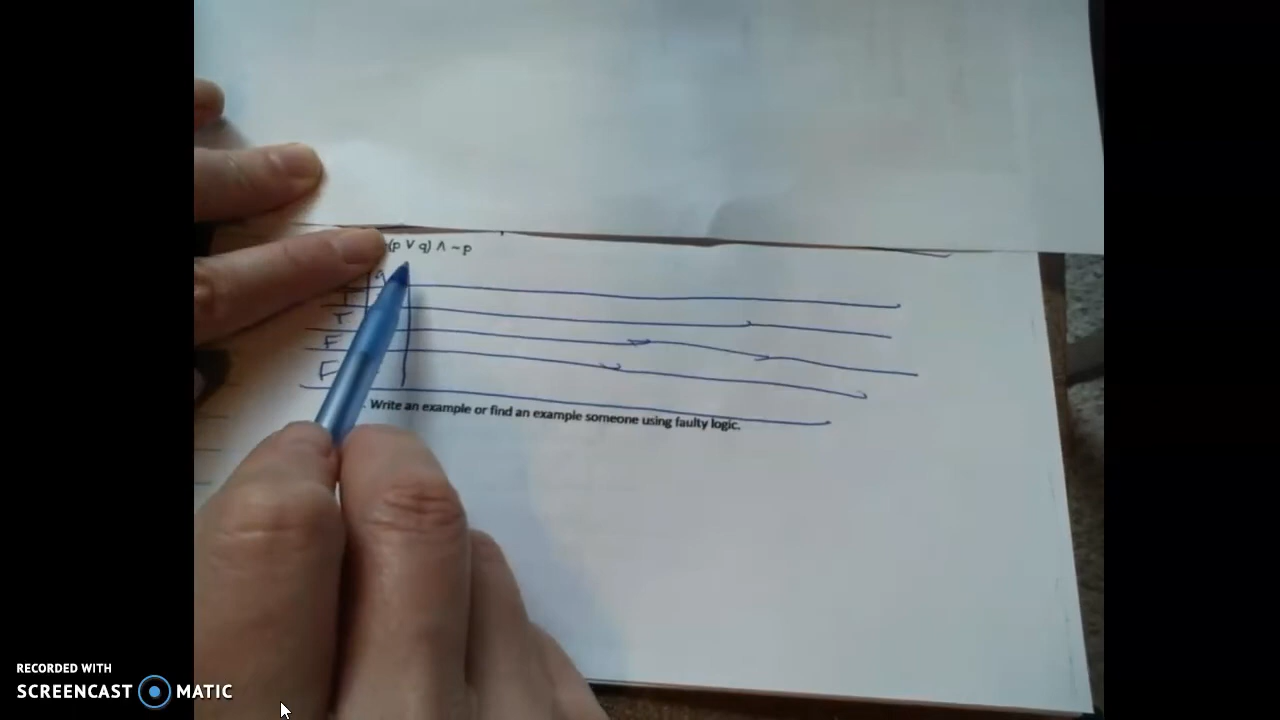 (p V q) Λ ~p
q
T
T
F
F
Write an example or find an example someone using faulty logic.
RECORDED WITH
SCREENCAST MATIC